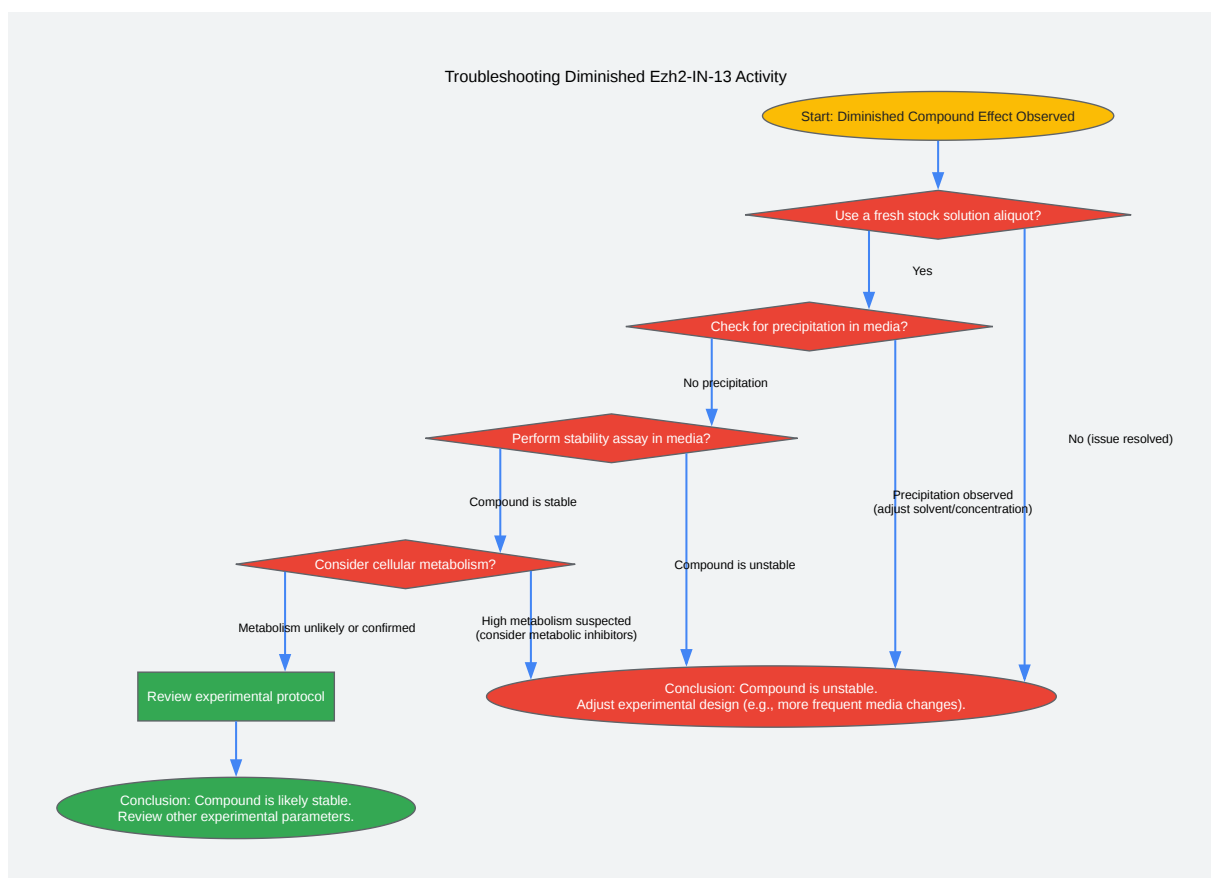 Troubleshooting Diminished Ezh2-IN-13 Activity
Start: Diminished Compound Effect Observed
Use a fresh stock solution aliquot?
Yes
Check for precipitation in media?
No precipitation
Perform stability assay in media?
No (issue resolved)
Compound is stable
Precipitation observed
(adjust solvent/concentration)
Consider cellular metabolism?
Compound is unstable
Metabolism unlikely or confirmed
High metabolism suspected
(consider metabolic inhibitors)
Review experimental protocol
Conclusion: Compound is unstable.
Adjust experimental design (e.g., more frequent media changes).
Conclusion: Compound is likely stable.
Review other experimental parameters.